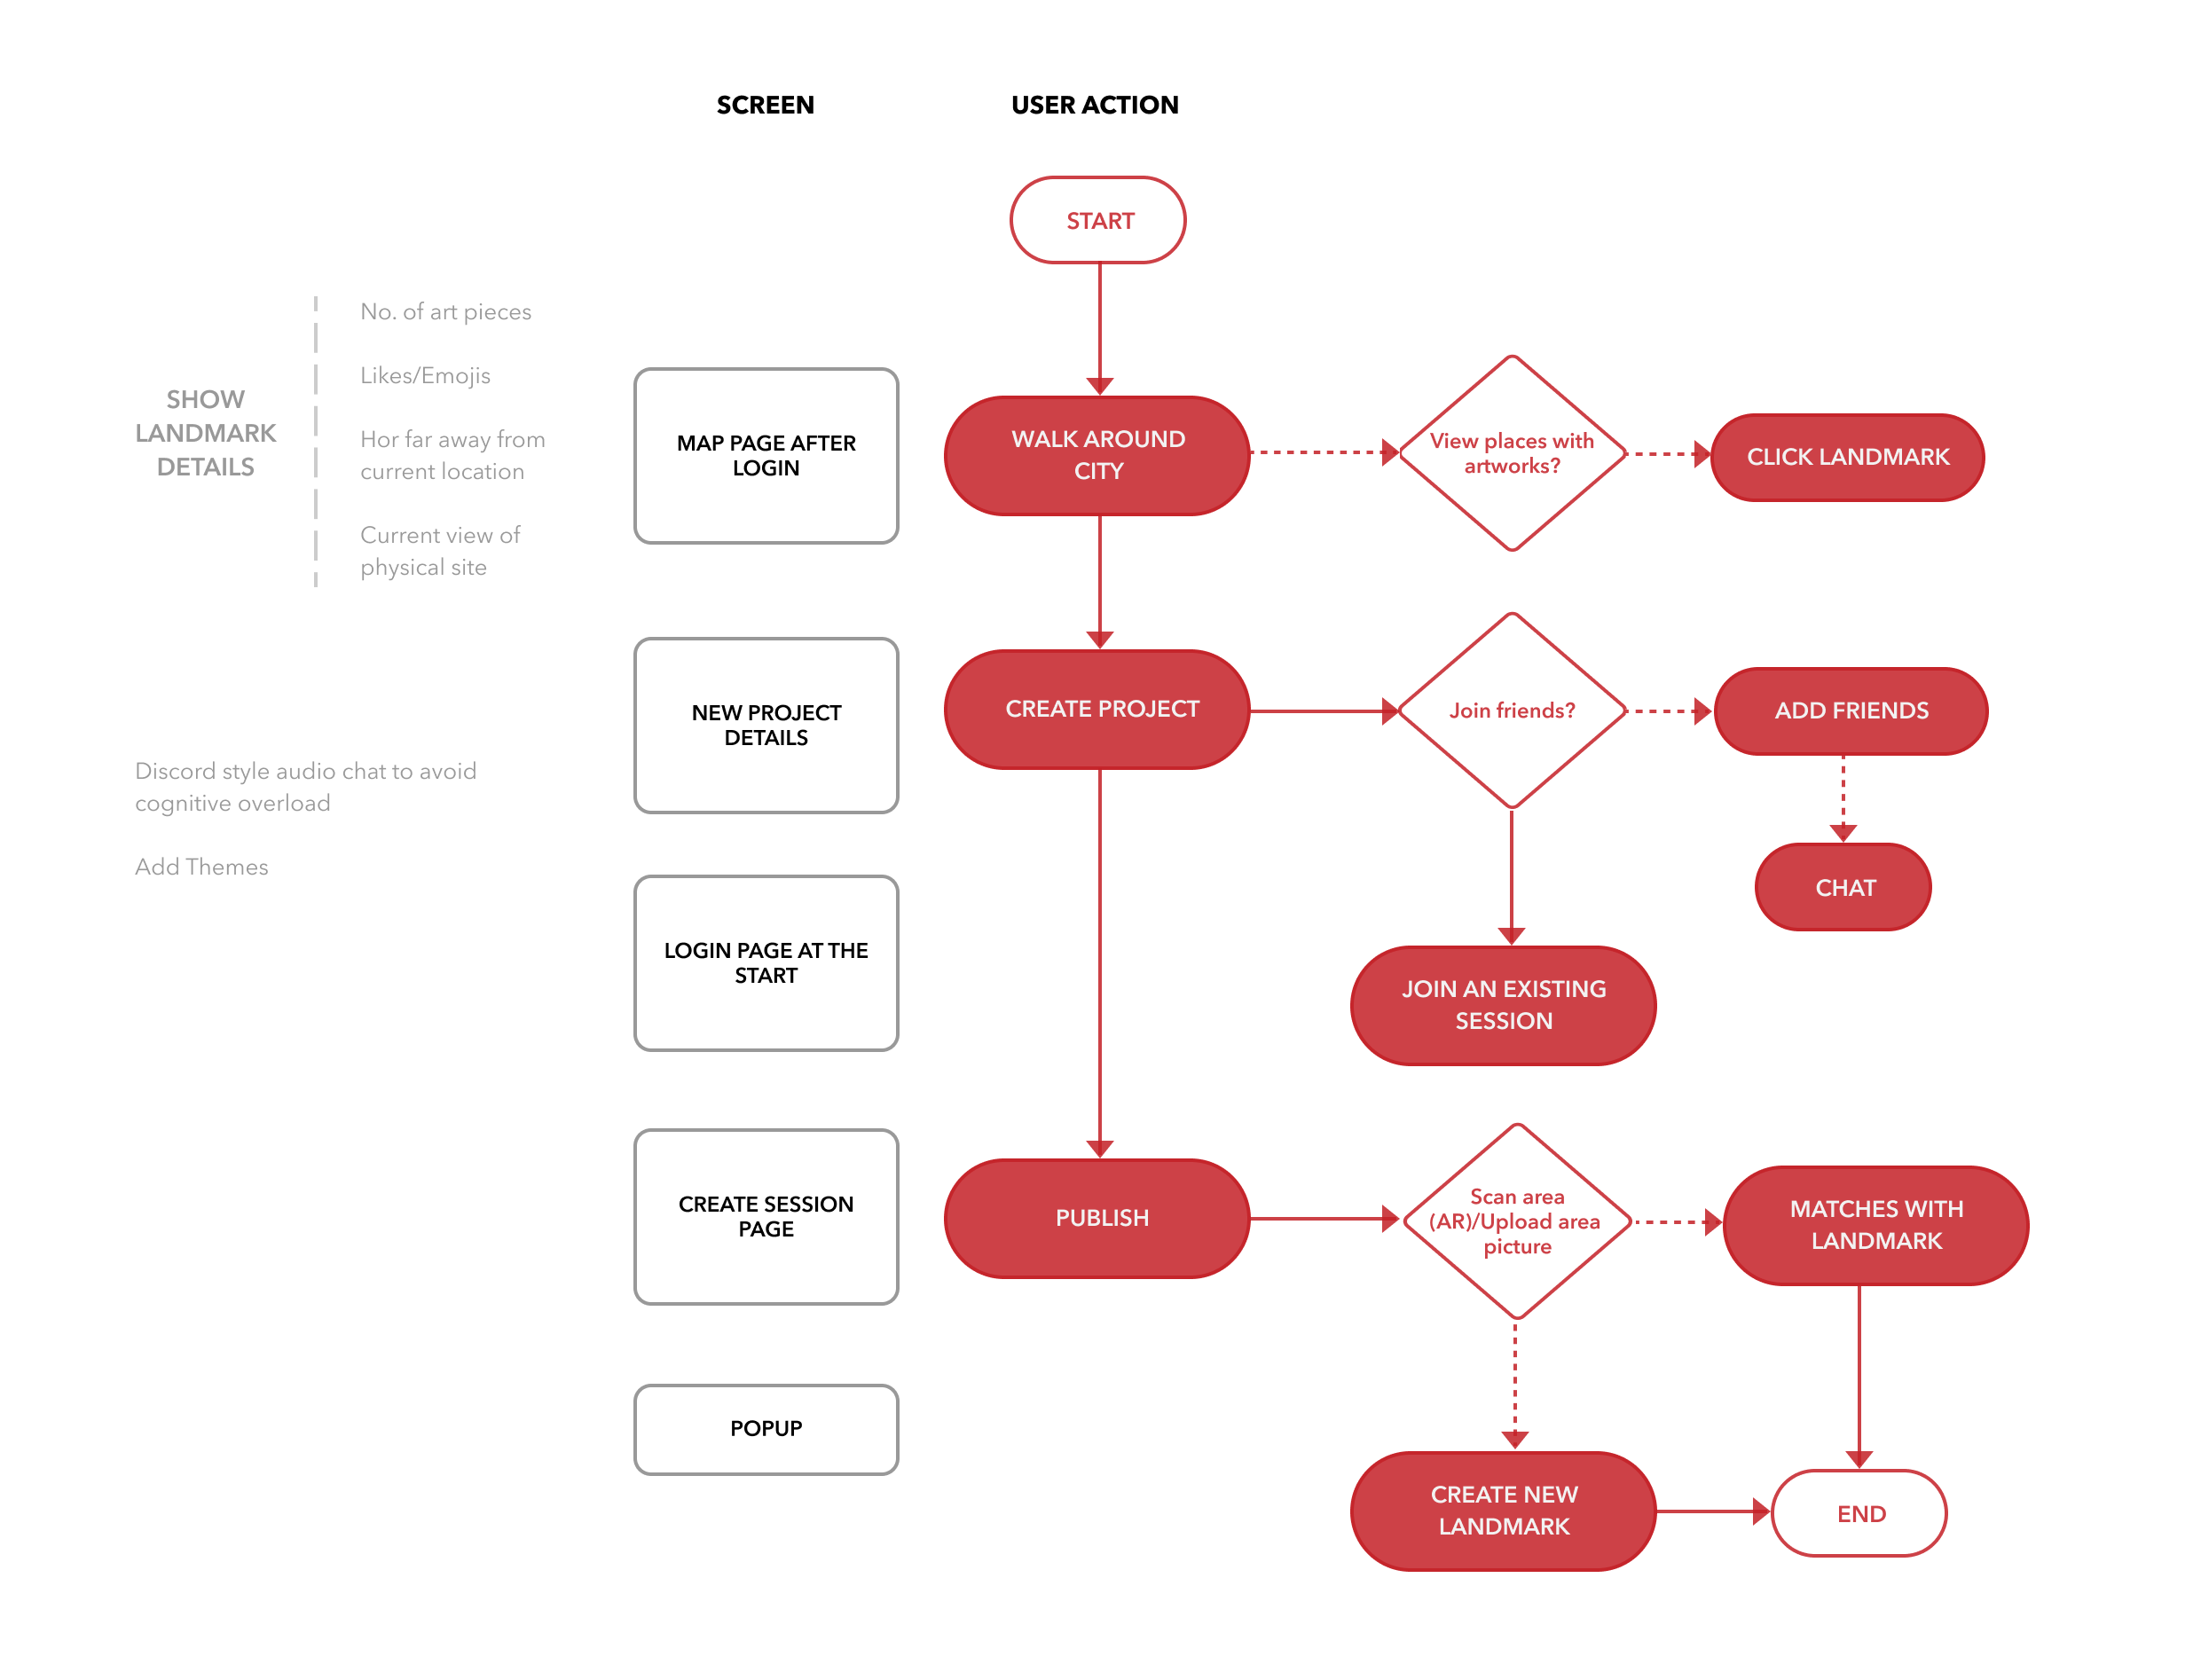 SCREEN
USER ACTION
START
SHOW
LANDMARK
DETAILS
No. of art pieces
Likes/Emojis
Hor far away from
current location
Current view of
physical site
MAP PAGE AFTER
LOGIN
WALK AROUND
CITY
View places with
artworks?
CLICK LANDMARK
Discord style audio chat to avoid
cognitive overload
Add Themes
NEW PROJECT
DETAILS
CREATE PROJECT
Join friends?
ADD FRIENDS
CHAT
LOGIN PAGE AT THE
START
JOIN AN EXISTING
SESSION
CREATE SESSION
PAGE
PUBLISH
Scan area
(AR)/Upload area
picture
MATCHES WITH
LANDMARK
POPUP
CREATE NEW
LANDMARK
END